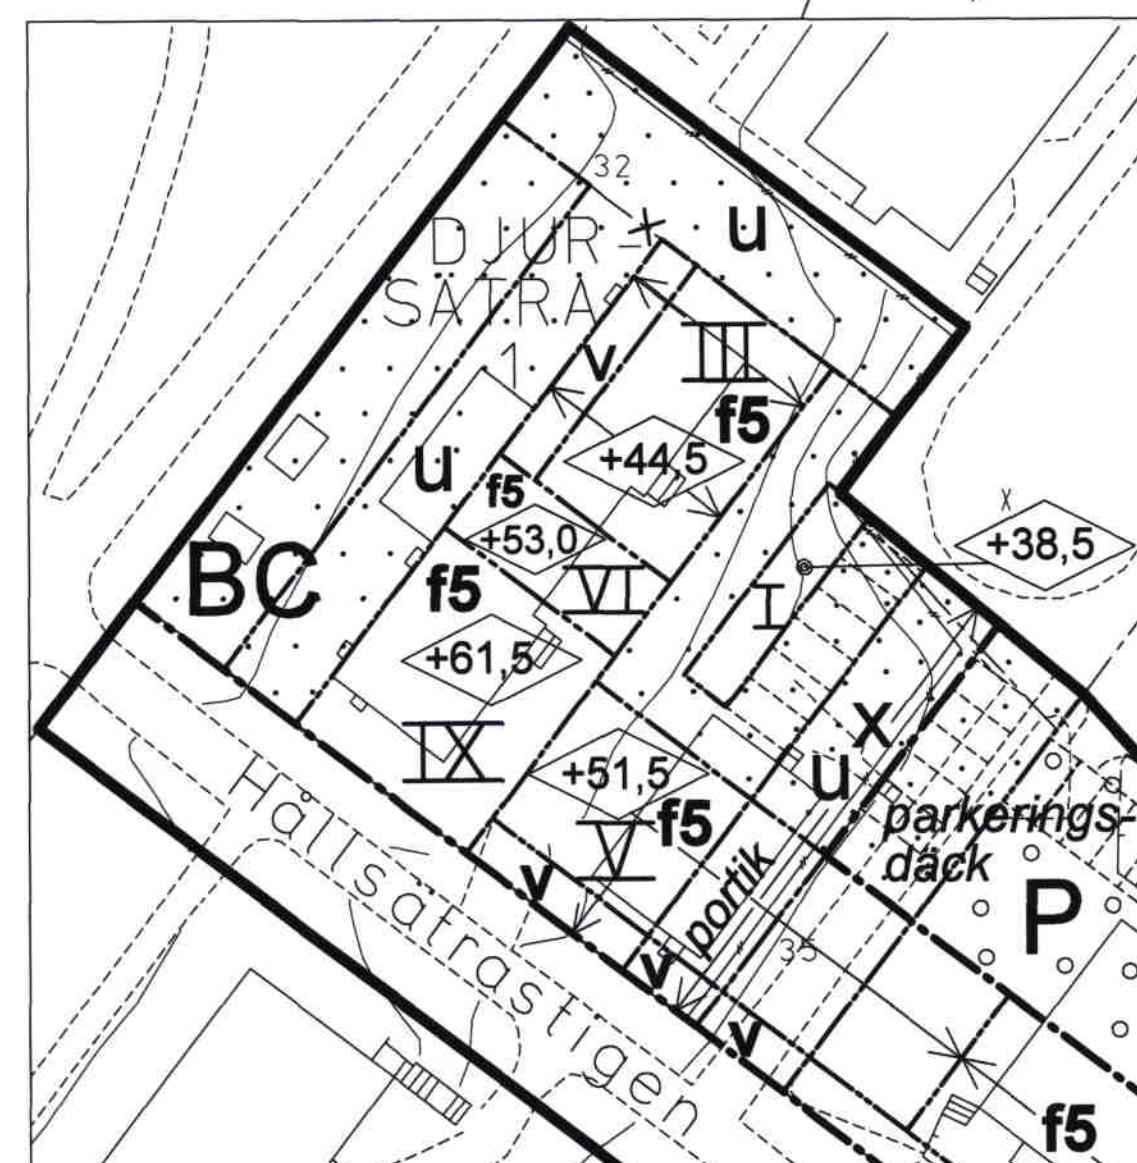 32
u
DJUR-
SÄTRA
1
III
v
f5
+44,5
u
f5
+53,0
+38,5
BC
f5
VI
I
+61,5
IX
x
+51,5
u
f5
V
parkerings-
däck
v
portik
P
Hällsätrastigen
35
v
v
f5